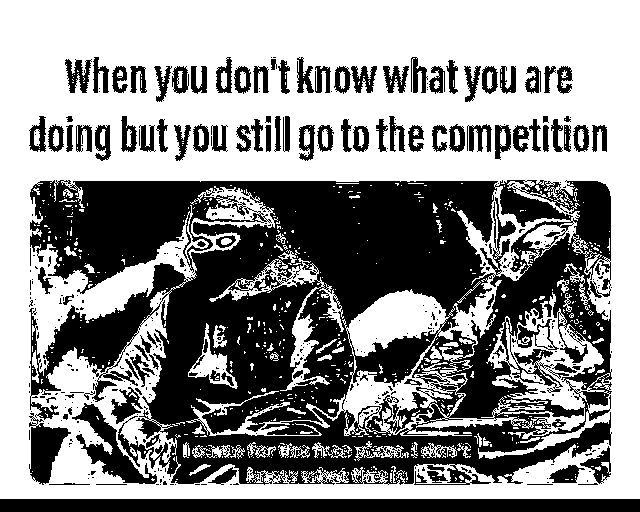 When you don't know what you are
doing but you still go to the competition
I came for the free pizza. I don't
know what this is